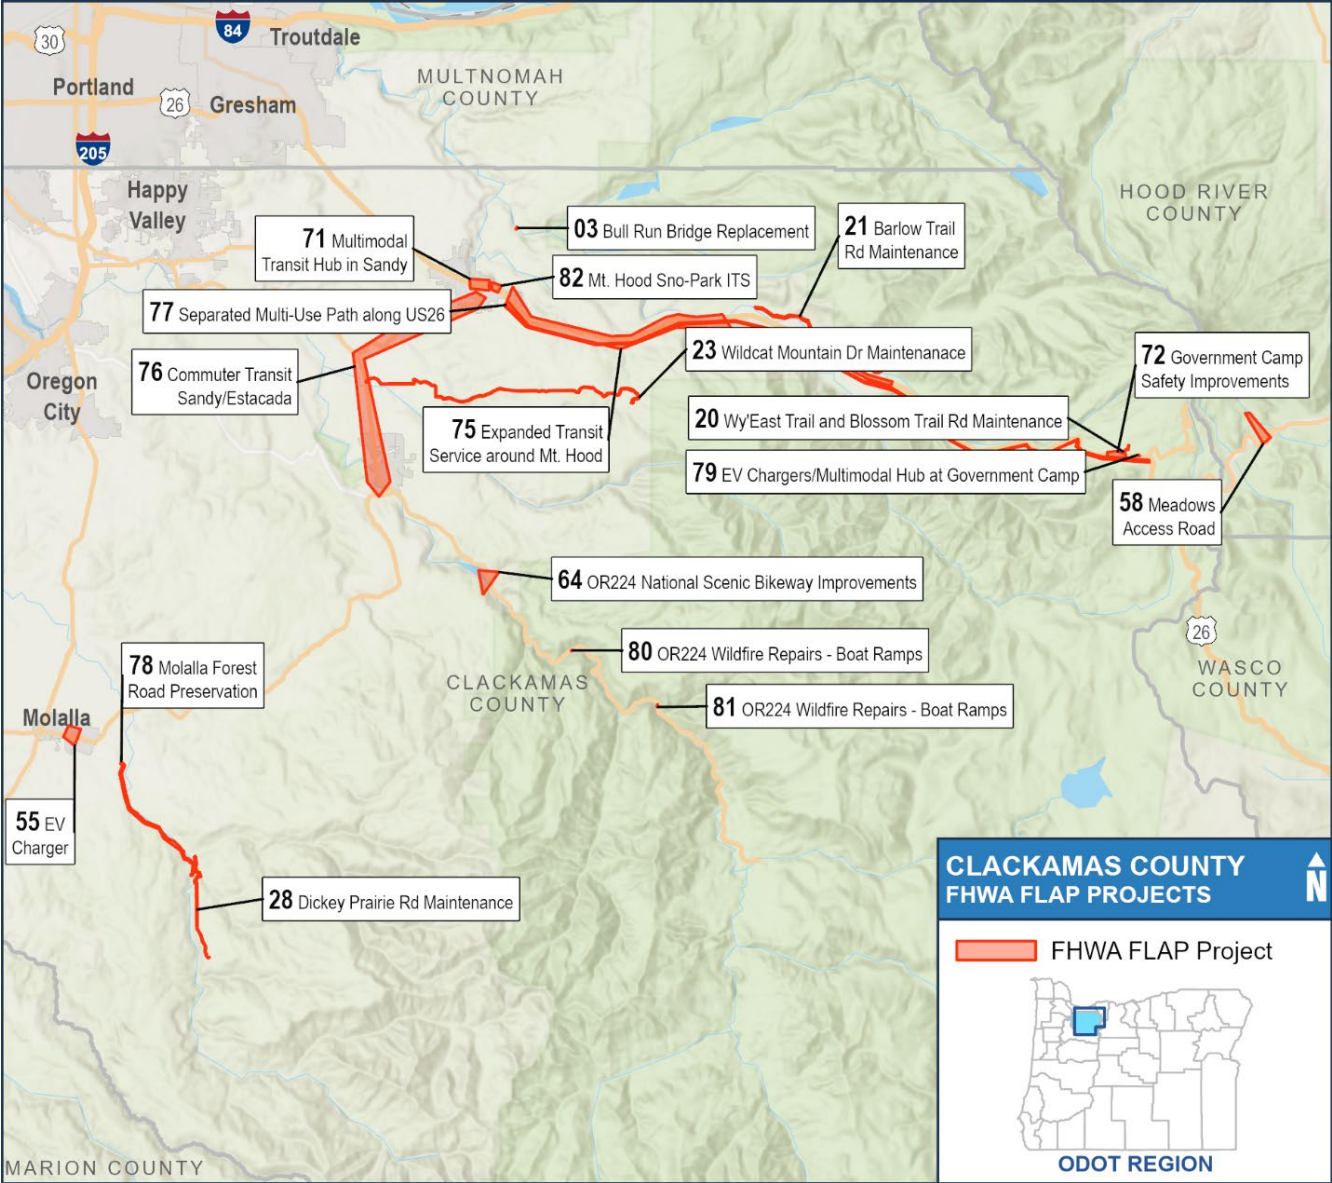 30
84
Troutdale
Portland
26
Gresham
MULTNOMAH
COUNTY
205
Happy
Valley
HOOD RIVER
COUNTY
71 Multimodal
Transit Hub in Sandy
03 Bull Run Bridge Replacement
21 Barlow Trail
Rd Maintenance
82 Mt. Hood Sno-Park ITS
77 Separated Multi-Use Path along US26
23 Wildcat Mountain Dr Maintenanace
72 Government Camp
Safety Improvements
76 Commuter Transit
Sandy/Estacada
Oregon
City
75 Expanded Transit
Service around Mt. Hood
20 Wy'East Trail and Blossom Trail Rd Maintenance
79 EV Chargers/Multimodal Hub at Government Camp
58 Meadows
Access Road
64 OR224 National Scenic Bikeway Improvements
26
80 OR224 Wildfire Repairs - Boat Ramps
78 Molalla Forest
Road Preservation
CLACKAMAS
COUNTY
WASCO
COUNTY
81 OR224 Wildfire Repairs - Boat Ramps
Molalla
55 EV
Charger
28 Dickey Prairie Rd Maintenance
CLACKAMAS COUNTY
FHWA FLAP PROJECTS
N
FHWA FLAP Project
ODOT REGION
MARION COUNTY